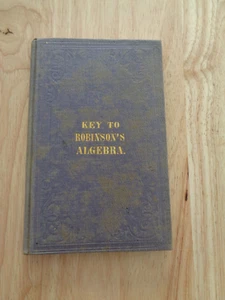 KEY TO
ROBINSON'S
ALGEBRA.